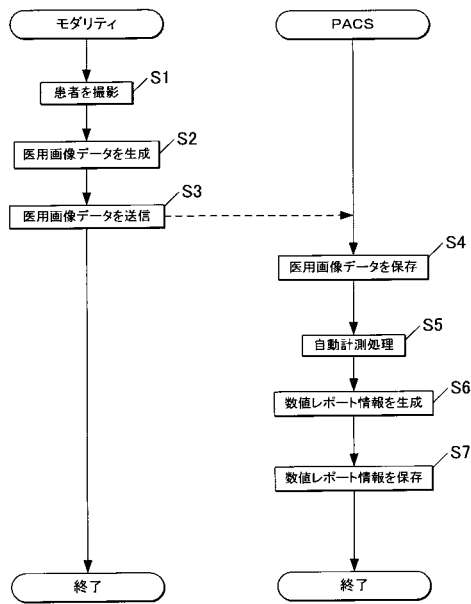 モダリティ
PACS
S1
患者を撮影
S2
医用画像データを生成
S3
医用画像データを送信
S4
医用画像データを保存
S5
自動計測処理
S6
数値レポート情報を生成
S7
数値レポート情報を保存
終了
終了